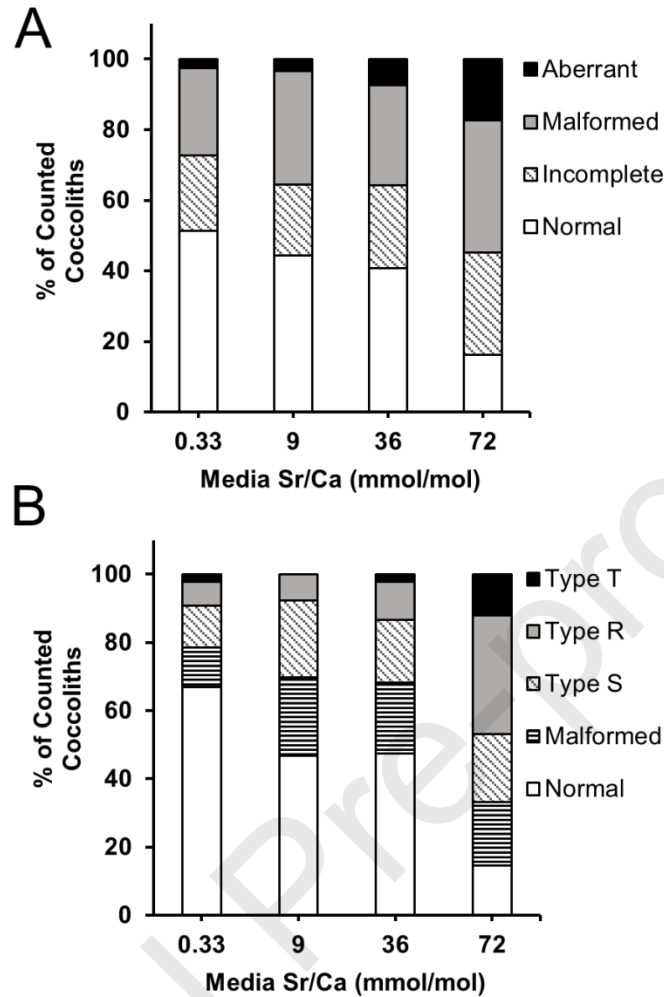 A
100
80
60
40
20
0
% of Counted
Coccoliths
0.33 9 36 72
Media Sr/Ca (mmol/mol)
Aberrant
Malformed
Incomplete
Normal
B
100
80
60
40
20
0
% of Counted
Coccoliths
0.33 9 36 72
Media Sr/Ca (mmol/mol)
Type T
Type R
Type S
Malformed
Normal
Pre-pro